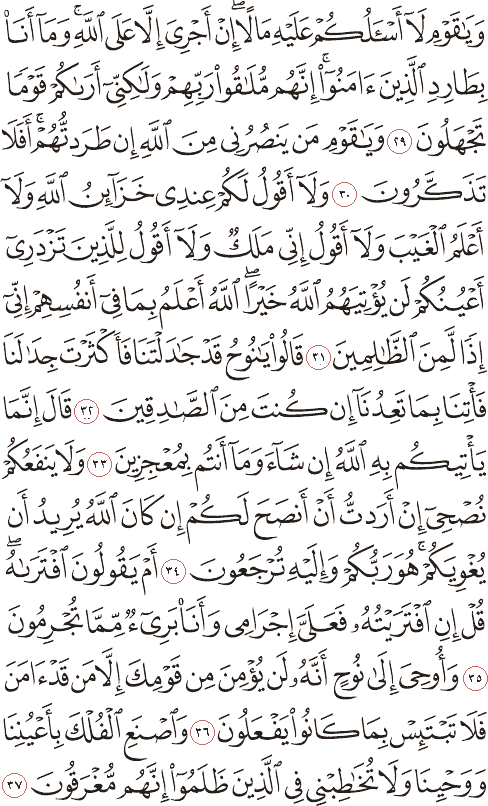 وَيَٰقَوْمِ لَآ أَسْـَٔلُكُمْ عَلَيْهِ مَالًا ۖ إِنْ أَجْرِىَ إِلَّا عَلَى ٱللَّهِ ۚ وَمَآ أَنَا۠
بِطَارِدِ ٱلَّذِينَ ءَامَنُوٓا۟ ۚ إِنَّهُم مُّلَٰقُوا۟ رَبِّهِمْ وَلَٰكِنِّىٓ أَرَىٰكُمْ قَوْمًا
تَجْهَلُونَ ٢٩ وَيَٰقَوْمِ مَن يَنصُرُنِى مِنَ ٱللَّهِ إِن طَرَدتُّهُمْ ۚ أَفَلَا
تَذَكَّرُونَ ٣٠ وَلَآ أَقُولُ لَكُمْ عِندِى خَزَآئِنُ ٱللَّهِ وَلَآ
أَعْلَمُ ٱلْغَيْبَ وَلَآ أَقُولُ إِنِّى مَلَكٌ وَلَآ أَقُولُ لِلَّذِينَ تَزْدَرِىٓ
أَعْيُنُكُمْ لَن يُؤْتِيَهُمُ ٱللَّهُ خَيْرًا ۖ ٱللَّهُ أَعْلَمُ بِمَا فِىٓ أَنفُسِهِمْ ۖ إِنِّىٓ
إِذًا لَّمِنَ ٱلظَّٰلِمِينَ ٣١ قَالُوا۟ يَٰنُوحُ قَدْ جَٰدَلْتَنَا فَأَكْثَرْتَ جِدَٰلَنَا
فَأْتِنَا بِمَا تَعِدُنَآ إِن كُنتَ مِنَ ٱلصَّٰدِقِينَ ٣٢ قَالَ إِنَّمَا
يَأْتِيكُم بِهِ ٱللَّهُ إِن شَآءَ وَمَآ أَنتُم بِمُعْجِزِينَ ٣٣ وَلَا يَنفَعُكُمْ
نُصْحِىٓ إِنْ أَرَدتُّ أَنْ أَنصَحَ لَكُمْ إِن كَانَ ٱللَّهُ يُرِيدُ أَن
يُغْوِيَكُمْ ۚ هُوَ رَبُّكُمْ وَإِلَيْهِ تُرْجَعُونَ ٣٤ أَمْ يَقُولُونَ ٱفْتَرَىٰهُ ۖ
قُلْ إِنِ ٱفْتَرَيْتُهُۥ فَعَلَىَّ إِجْرَامِى وَأَنَا۠ بَرِىٓءٌ مِّمَّا تُجْرِمُونَ
٣٥ وَأُوحِىَ إِلَىٰ نُوحٍ أَنَّهُۥ لَن يُؤْمِنَ مِن قَوْمِكَ إِلَّا مَن قَدْ ءَامَنَ
فَلَا تَبْتَئِسْ بِمَا كَانُوا۟ يَفْعَلُونَ ٣٦ وَٱصْنَعِ ٱلْفُلْكَ بِأَعْيُنِنَا
وَوَحْيِنَا وَلَا تُخَٰطِبْنِى فِى ٱلَّذِينَ ظَلَمُوٓا۟ ۚ إِنَّهُم مُّغْرَقُونَ ٣٧